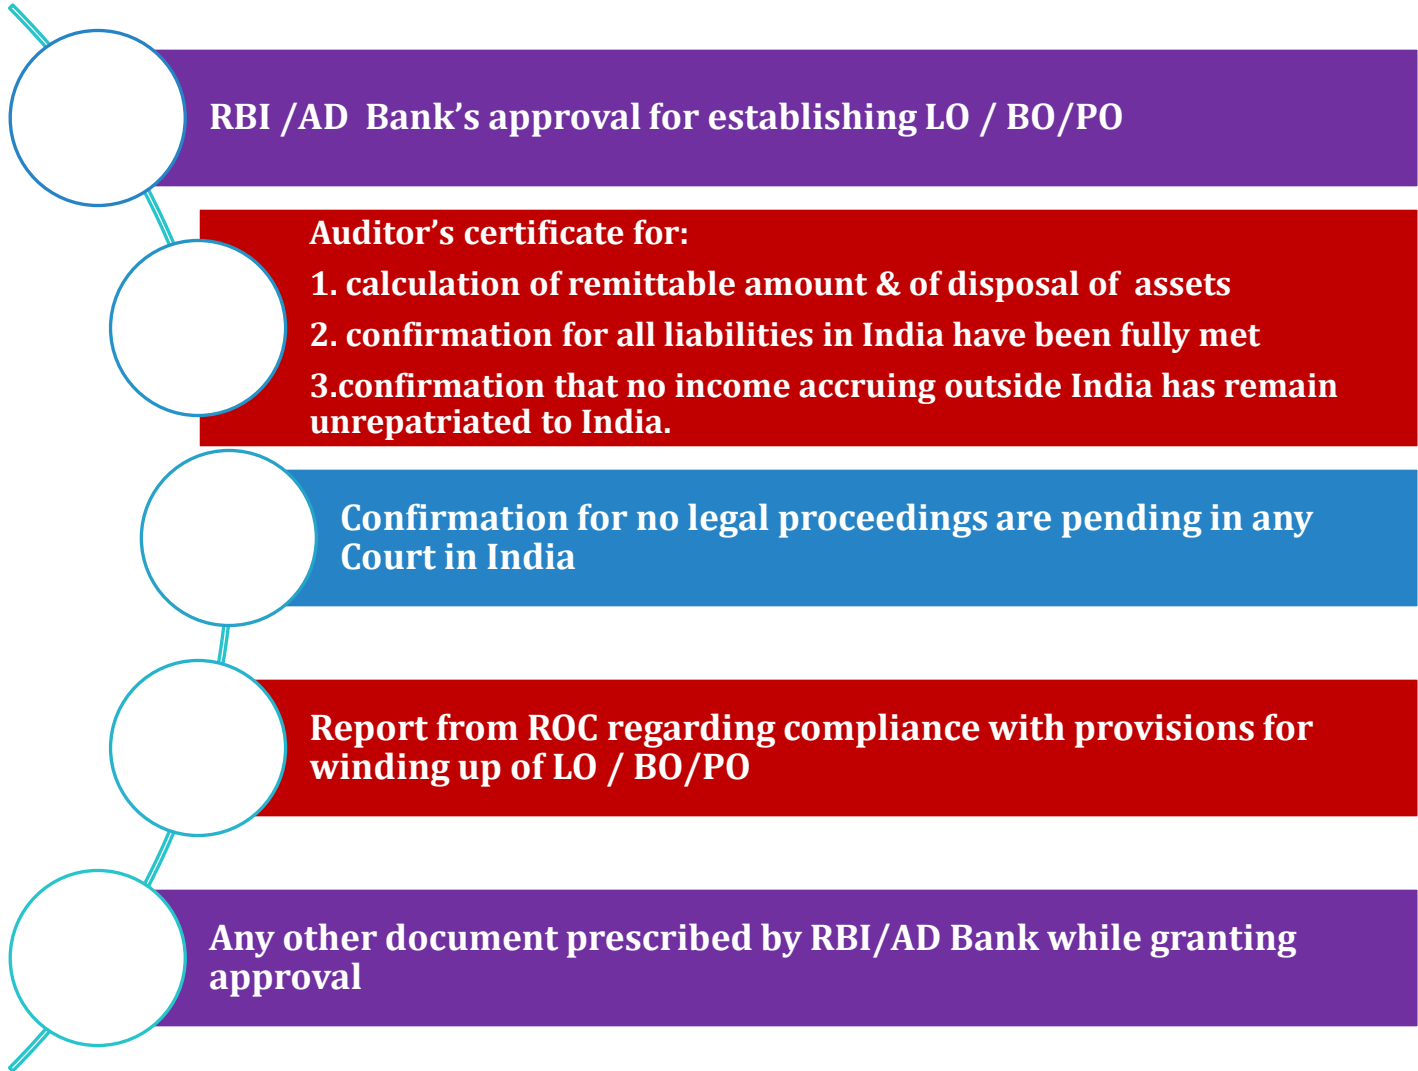 RBI /AD  Bank’s approval for establishing LO / BO/PO
Auditor’s certificate for:
1. calculation of remittable amount & of disposal of  assets
2. confirmation for all liabilities in India have been fully met
3.confirmation that no income accruing outside India has remain
unrepatriated to India.
Confirmation for no legal proceedings are pending in any
Court in India
Report from ROC regarding compliance with provisions for
winding up of LO / BO/PO
Any other document prescribed by RBI/AD Bank while granting
approval